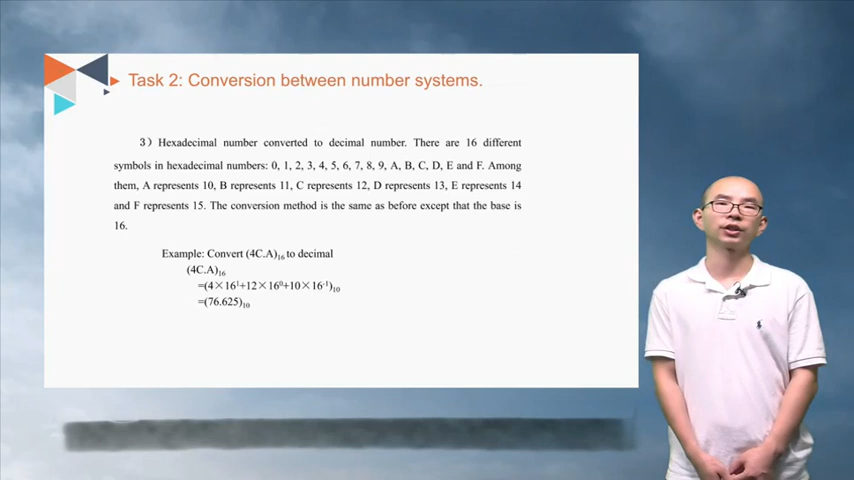 Task 2: Conversion between number systems.
3）Hexadecimal number converted to decimal number. There are 16 different
symbols in hexadecimal numbers: 0, 1, 2, 3, 4, 5, 6, 7, 8, 9, A, B, C, D, E and F. Among
them, A represents 10, B represents 11, C represents 12, D represents 13, E represents 14
and F represents 15. The conversion method is the same as before except that the base is
16.
Example: Convert (4C.A)₁₆ to decimal
(4C.A)₁₆
=(4×16¹+12×16⁰+10×16⁻¹)₁₀
=(76.625)₁₀